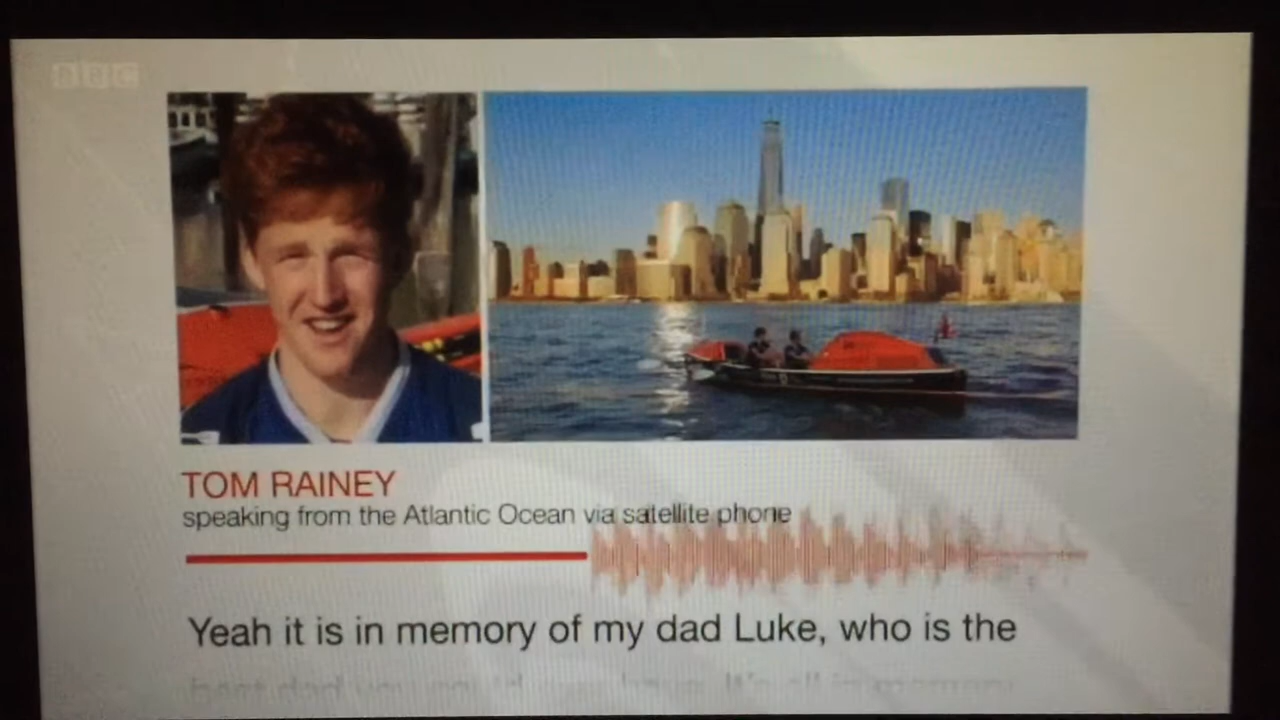 BBC
TOM RAINEY
speaking from the Atlantic Ocean via satellite phone
Yeah it is in memory of my dad Luke, who is the